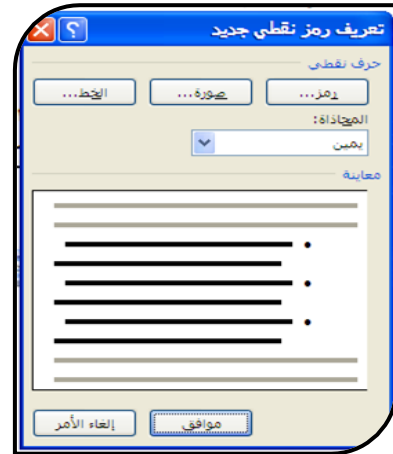 تعريف رمز نقطي جديد
حرف نقطي
رمز... صورة... الخط...
المحاذاة:
يمين
معاينة
موافق إلغاء الأمر